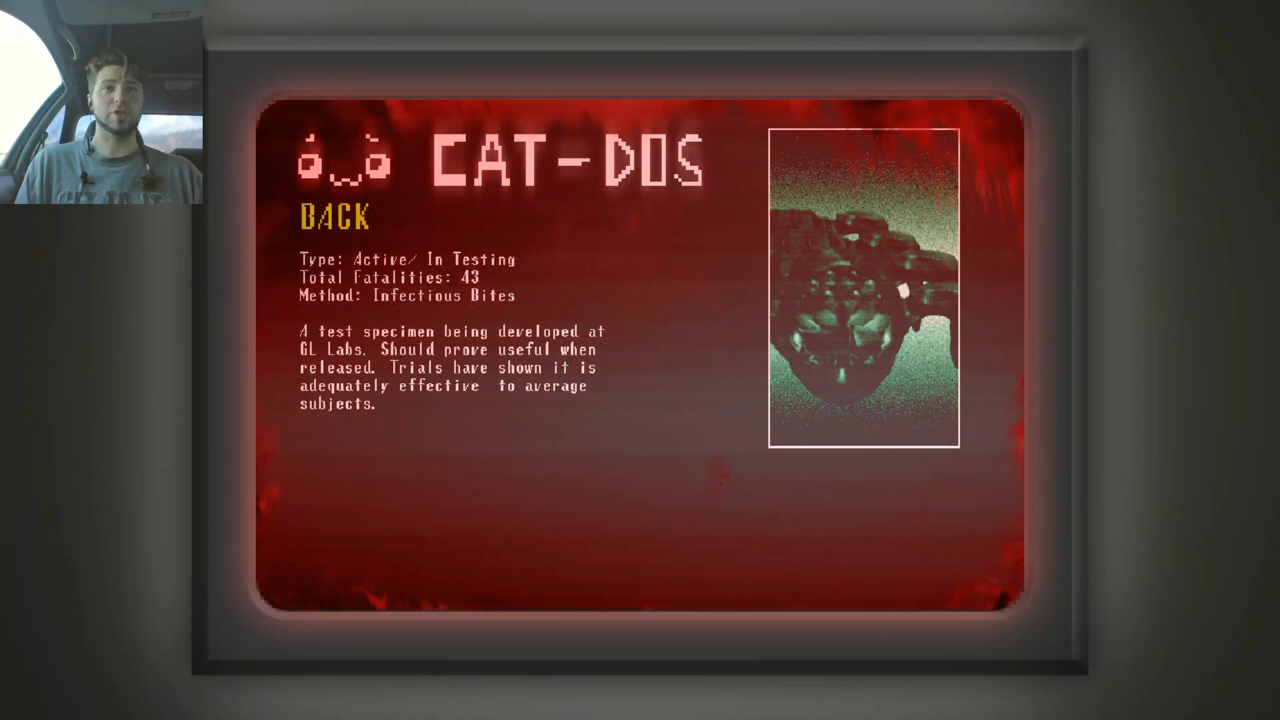 CAT-DOS
BACK
Type: Active/ In Testing
Total Fatalities: 43
Method: Infectious Bites
A test specimen being developed at
GL Labs. Should prove useful when
released. Trials have shown it is
adequately effective to average
subjects.